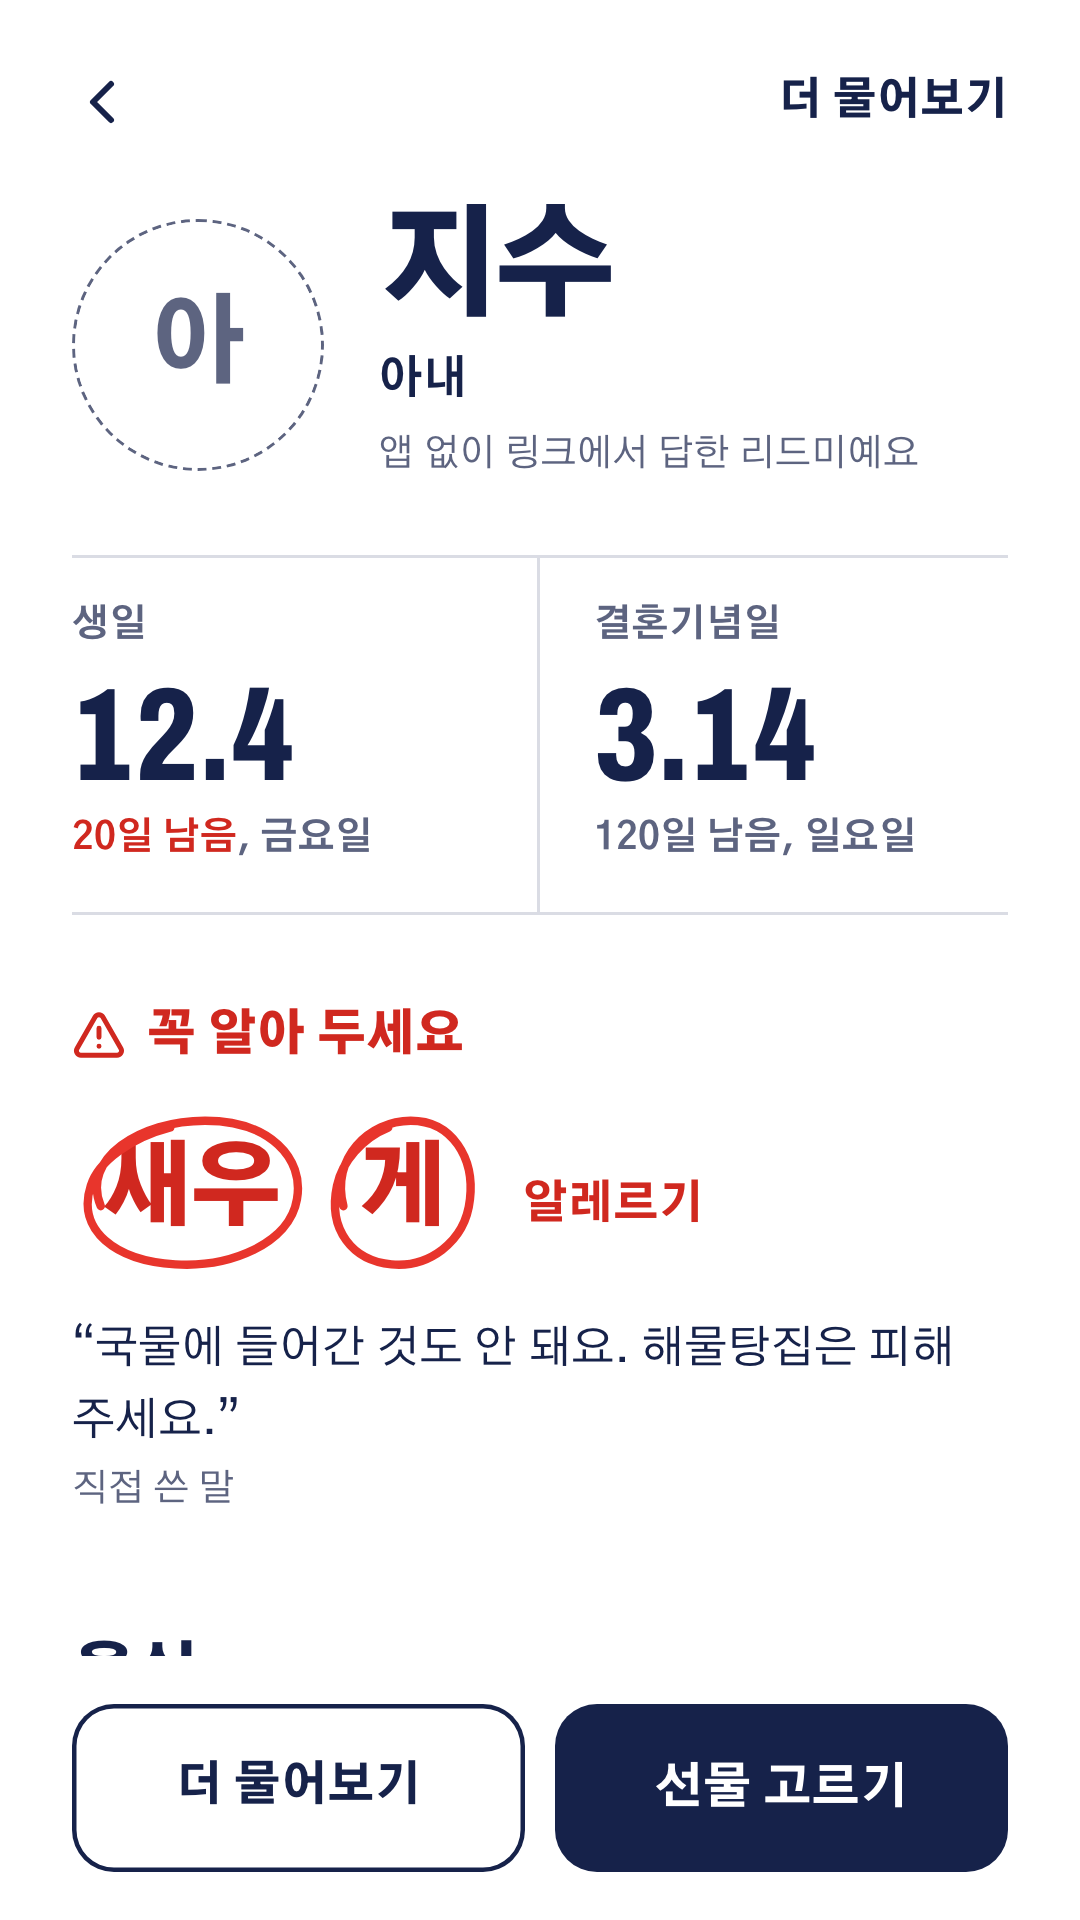 더 물어보기
아
지수
아내
앱 없이 링크에서 답한 리드미예요
생일
12.4
20일 남음, 금요일
결혼기념일
3.14
120일 남음, 일요일
꼭 알아 두세요
새우 게 알레르기
“국물에 들어간 것도 안 돼요. 해물탕집은 피해
주세요.”
직접 쓴 말
더 물어보기
선물 고르기